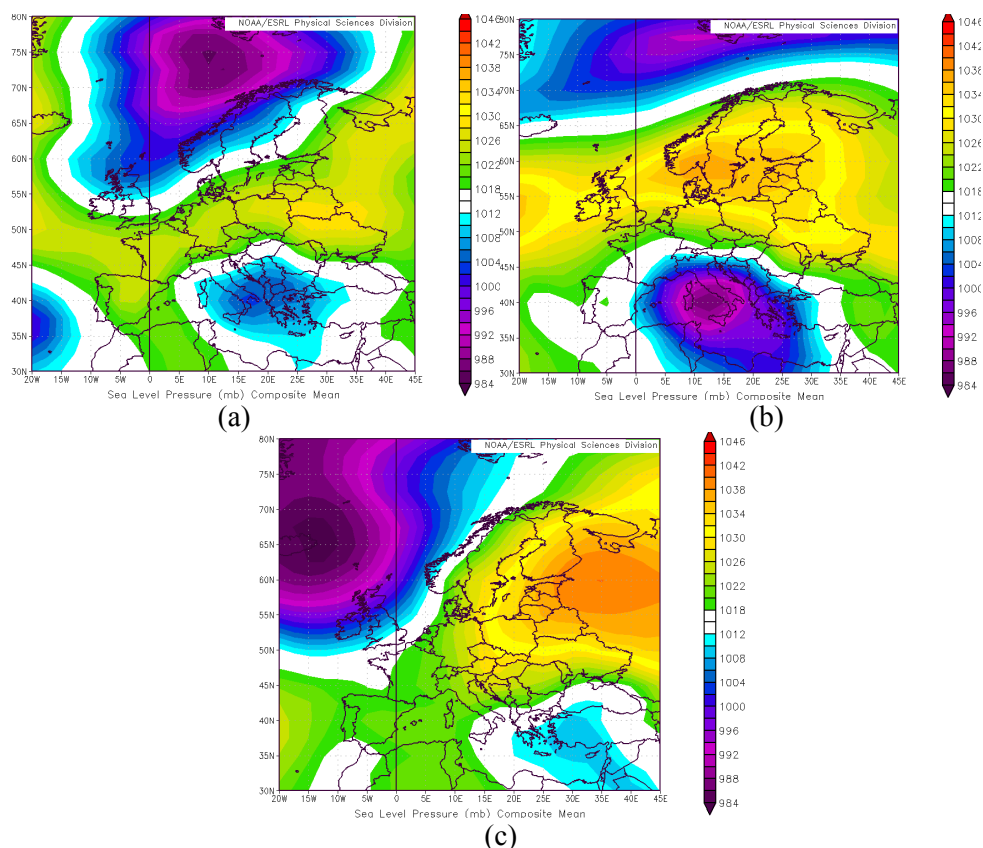 NOAA/ESRL Physical Sciences Division
80N
75N
70N
65N
60N
55N
50N
45N
40N
35N
30N
20W 15W 10W 5W 0 5E 10E 15E 20E 25E 30E 35E 40E 45E
1046
1042
1038
1034
1030
1026
1022
1018
1012
1008
1004
1000
996
992
988
984
Sea Level Pressure (mb) Composite Mean
(a)
NOAA/ESRL Physical Sciences Division
80N
75N
70N
65N
60N
55N
50N
45N
40N
35N
30N
20W 15W 10W 5W 0 5E 10E 15E 20E 25E 30E 35E 40E 45E
1046
1042
1038
1034
1030
1026
1022
1018
1012
1008
1004
1000
996
992
988
984
Sea Level Pressure (mb) Composite Mean
(b)
NOAA/ESRL Physical Sciences Division
80N
75N
70N
65N
60N
55N
50N
45N
40N
35N
30N
20W 15W 10W 5W 0 5E 10E 15E 20E 25E 30E 35E 40E 45E
1046
1042
1038
1034
1030
1026
1022
1018
1012
1008
1004
1000
996
992
988
984
Sea Level Pressure (mb) Composite Mean
(c)